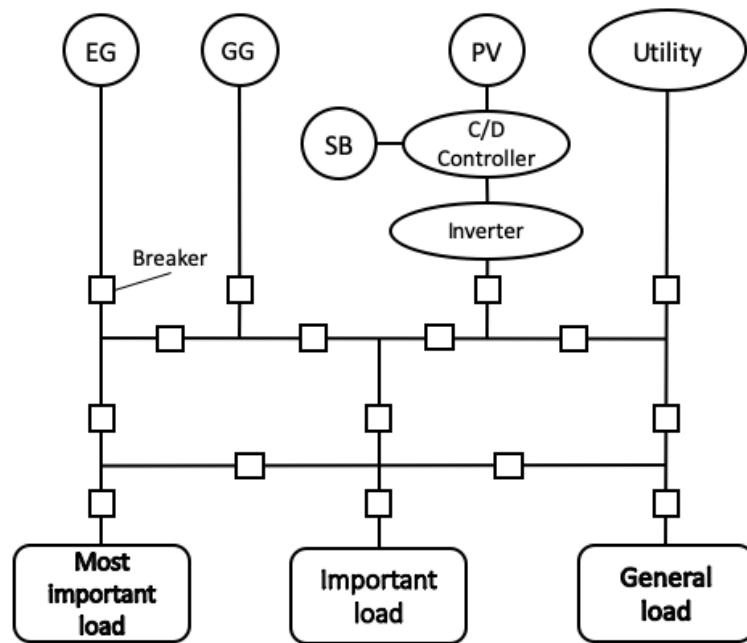 EG
GG
PV
Utility
SB
C/D
Controller
Inverter
Breaker
Most
important
load
Important
load
General
load